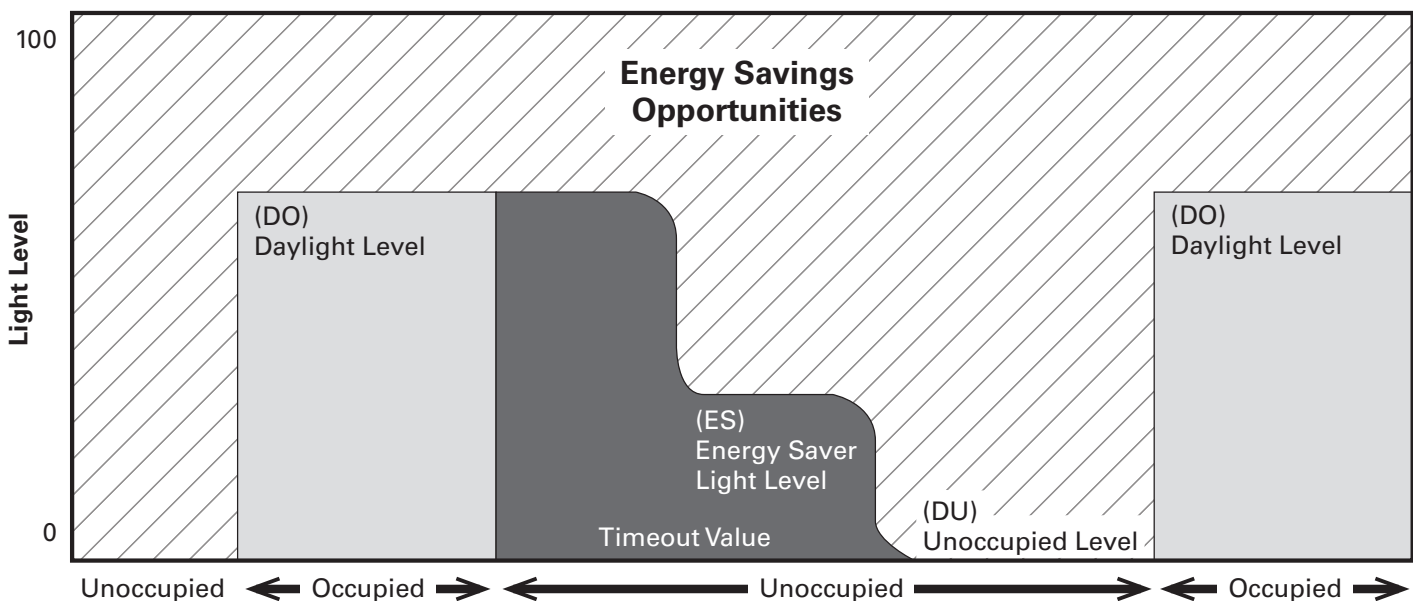 100
Energy Savings
Opportunities
Light Level
(DO)
Daylight Level
(DO)
Daylight Level
(ES)
Energy Saver
Light Level
(DU)
Unoccupied Level
Timeout Value
0
Unoccupied
Occupied
Unoccupied
Occupied